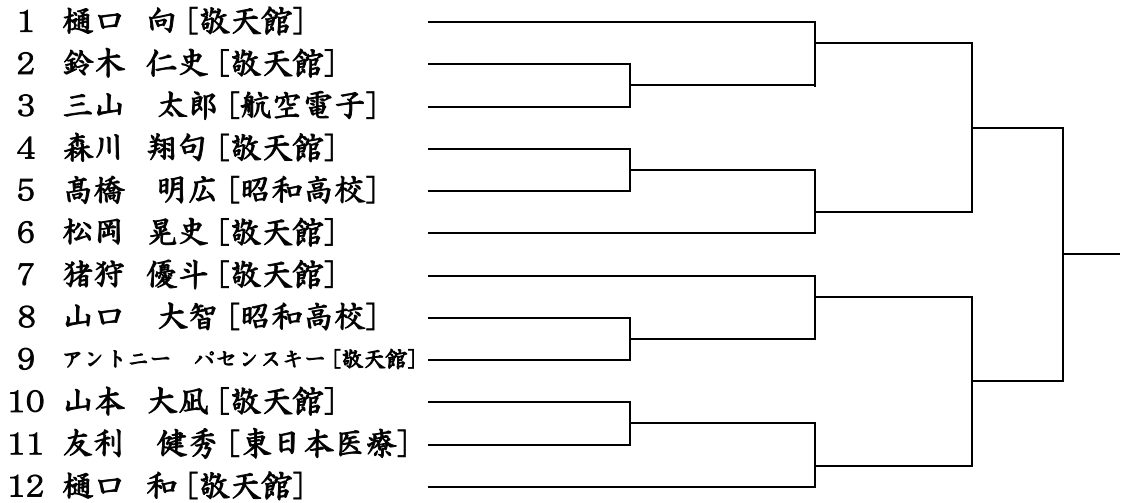 1 樋口 向 [敬天館]
2 鈴木 仁史 [敬天館]
3 三山 太郎 [航空電子]
4 森川 翔句 [敬天館]
5 髙橋 明広 [昭和高校]
6 松岡 晃史 [敬天館]
7 猪狩 優斗 [敬天館]
8 山口 大智 [昭和高校]
9 アントニー パセンスキー [敬天館]
10 山本 大凪 [敬天館]
11 友利 健秀 [東日本医療]
12 樋口 和 [敬天館]